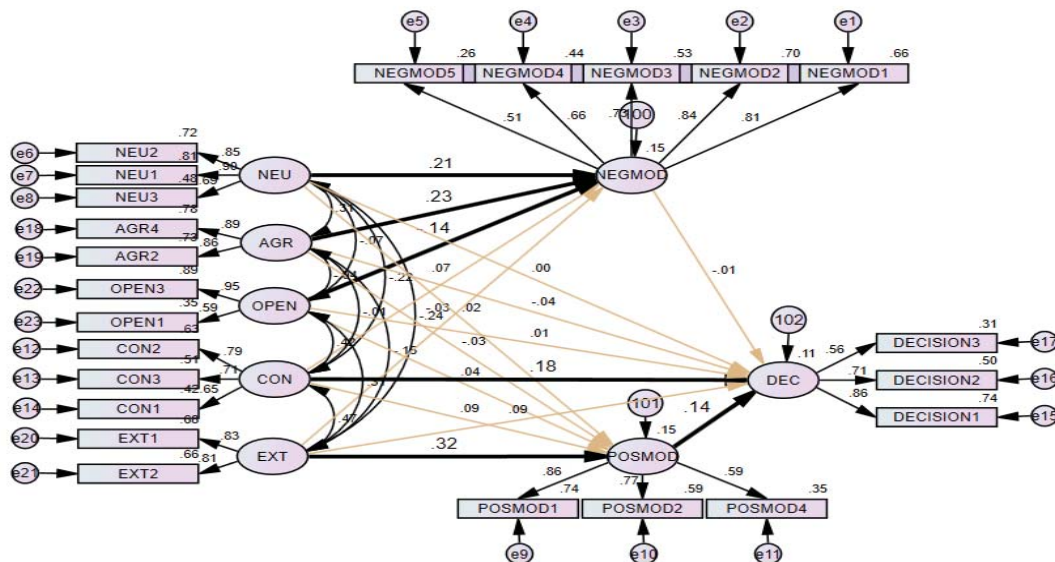 e5 e4 e3 e2 e1
.26 .44 .53 .70 .66
NEGMOD5 NEGMOD4 NEGMOD3 NEGMOD2 NEGMOD1
.51 .66 .73 100 .84 .81
.15
NEGMOD
.72
e6 NEU2 .85
.81
e7 NEU1 .90 NEU .21
.48
e8 NEU3 .69
.23
.78
e18 AGR4 .89 .31 -.14
.73 AGR
e19 AGR2 .86 -.07
.89 .07 -.22 .00 -.01
e22 OPEN3 .95 -.04
.35 OPEN -.01 -.03 .02
e23 OPEN1 .59 -.24 .01 102
.63 .42 -.15 -.03 .31
e12 CON2 .79 .11 .56 DECISION3 e17
.51 .50
e13 CON3 .71 CON .04 .18 DEC .71 DECISION2 e16
.42 .74
e14 CON1 .65 .09 .09 101 .14 .86 DECISION1 e15
.47
e20 EXT1 .83 .32 .15
.66 EXT POSMOD
e21 EXT2 .81
.86 .77 .59
.74 .59 .35
POSMOD1 POSMOD2 POSMOD4
e9 e10 e11